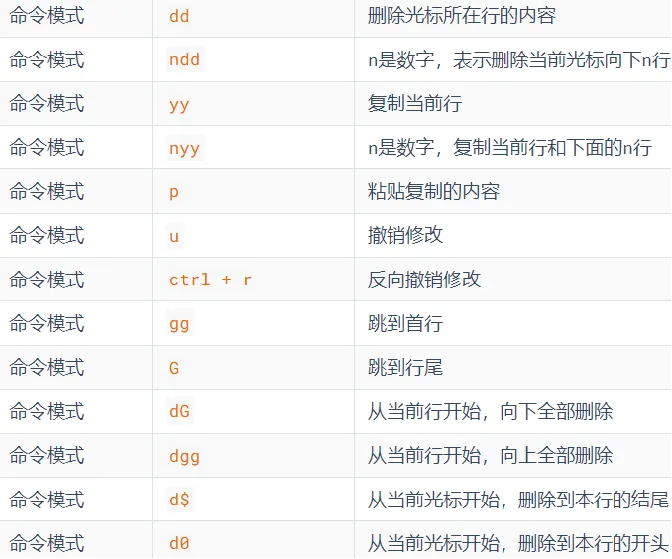 命令模式 dd 删除光标所在行的内容
命令模式 ndd n是数字，表示删除当前光标向下n行
命令模式 yy 复制当前行
命令模式 nyy n是数字，复制当前行和下面的n行
命令模式 p 粘贴复制的内容
命令模式 u 撤销修改
命令模式 ctrl + r 反向撤销修改
命令模式 gg 跳到首行
命令模式 G 跳到行尾
命令模式 dG 从当前行开始，向下全部删除
命令模式 dgg 从当前行开始，向上全部删除
命令模式 d$ 从当前光标开始，删除到本行的结尾
命令模式 d0 从当前光标开始，删除到本行的开头